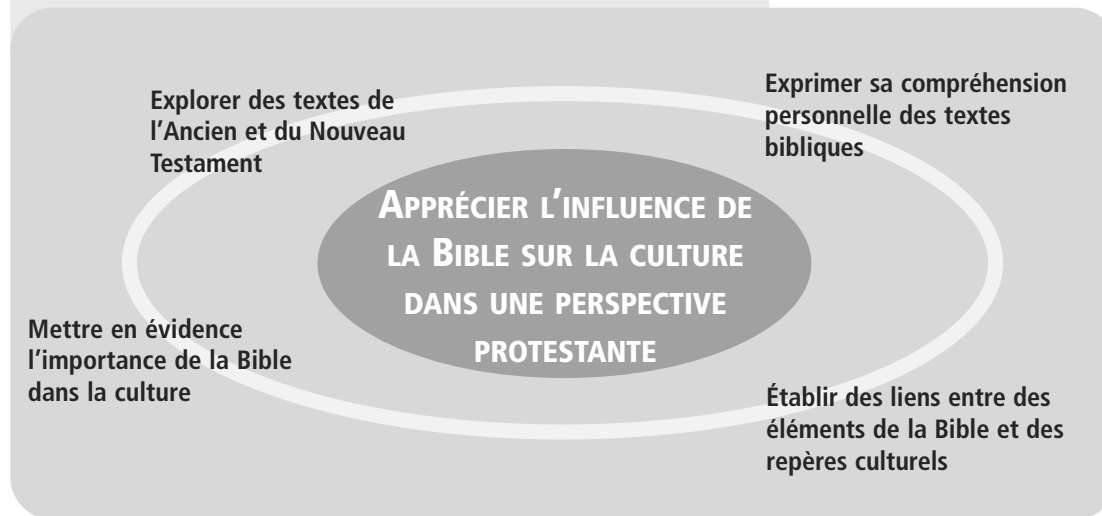 Explorer des textes de
l’Ancien et du Nouveau
Testament
Exprimer sa compréhension
personnelle des textes
bibliques
APPRÉCIER L’INFLUENCE DE
LA BIBLE SUR LA CULTURE
DANS UNE PERSPECTIVE
PROTESTANTE
Mettre en évidence
l’importance de la Bible
dans la culture
Établir des liens entre des
éléments de la Bible et des
repères culturels